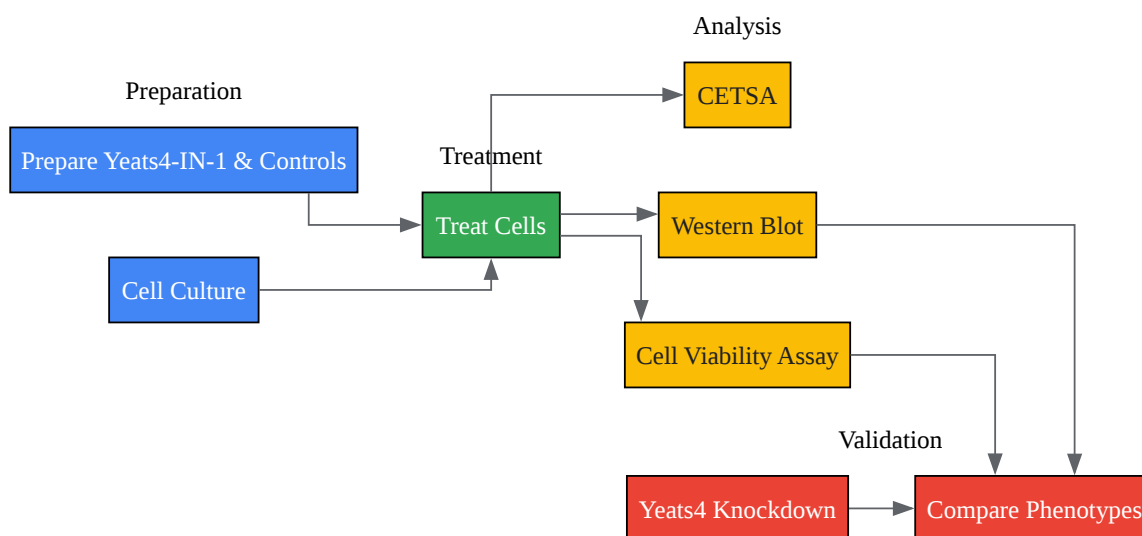 Analysis
CETSA
Preparation
Prepare Yeats4-IN-1 & Controls
Treatment
Treat Cells
Western Blot
Cell Culture
Cell Viability Assay
Validation
Yeats4 Knockdown
Compare Phenotypes